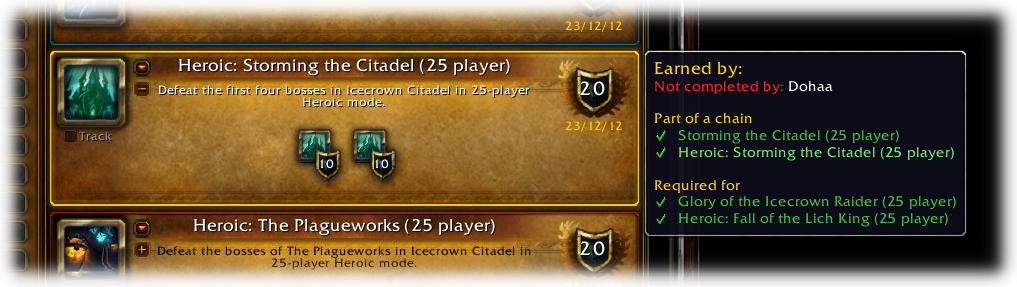 23/12/12
Heroic: Storming the Citadel (25 player)
Defeat the first four bosses in Icecrown Citadel in 25-player
Heroic mode.
20
23/12/12
Track
10
10
Heroic: The Plagueworks (25 player)
Defeat the bosses of The Plagueworks in Icecrown Citadel in
25-player Heroic mode.
20
Earned by:
Not completed by: Dohaa
Part of a chain
Storming the Citadel (25 player)
Heroic: Storming the Citadel (25 player)
Required for
Glory of the Icecrown Raider (25 player)
Heroic: Fall of the Lich King (25 player)